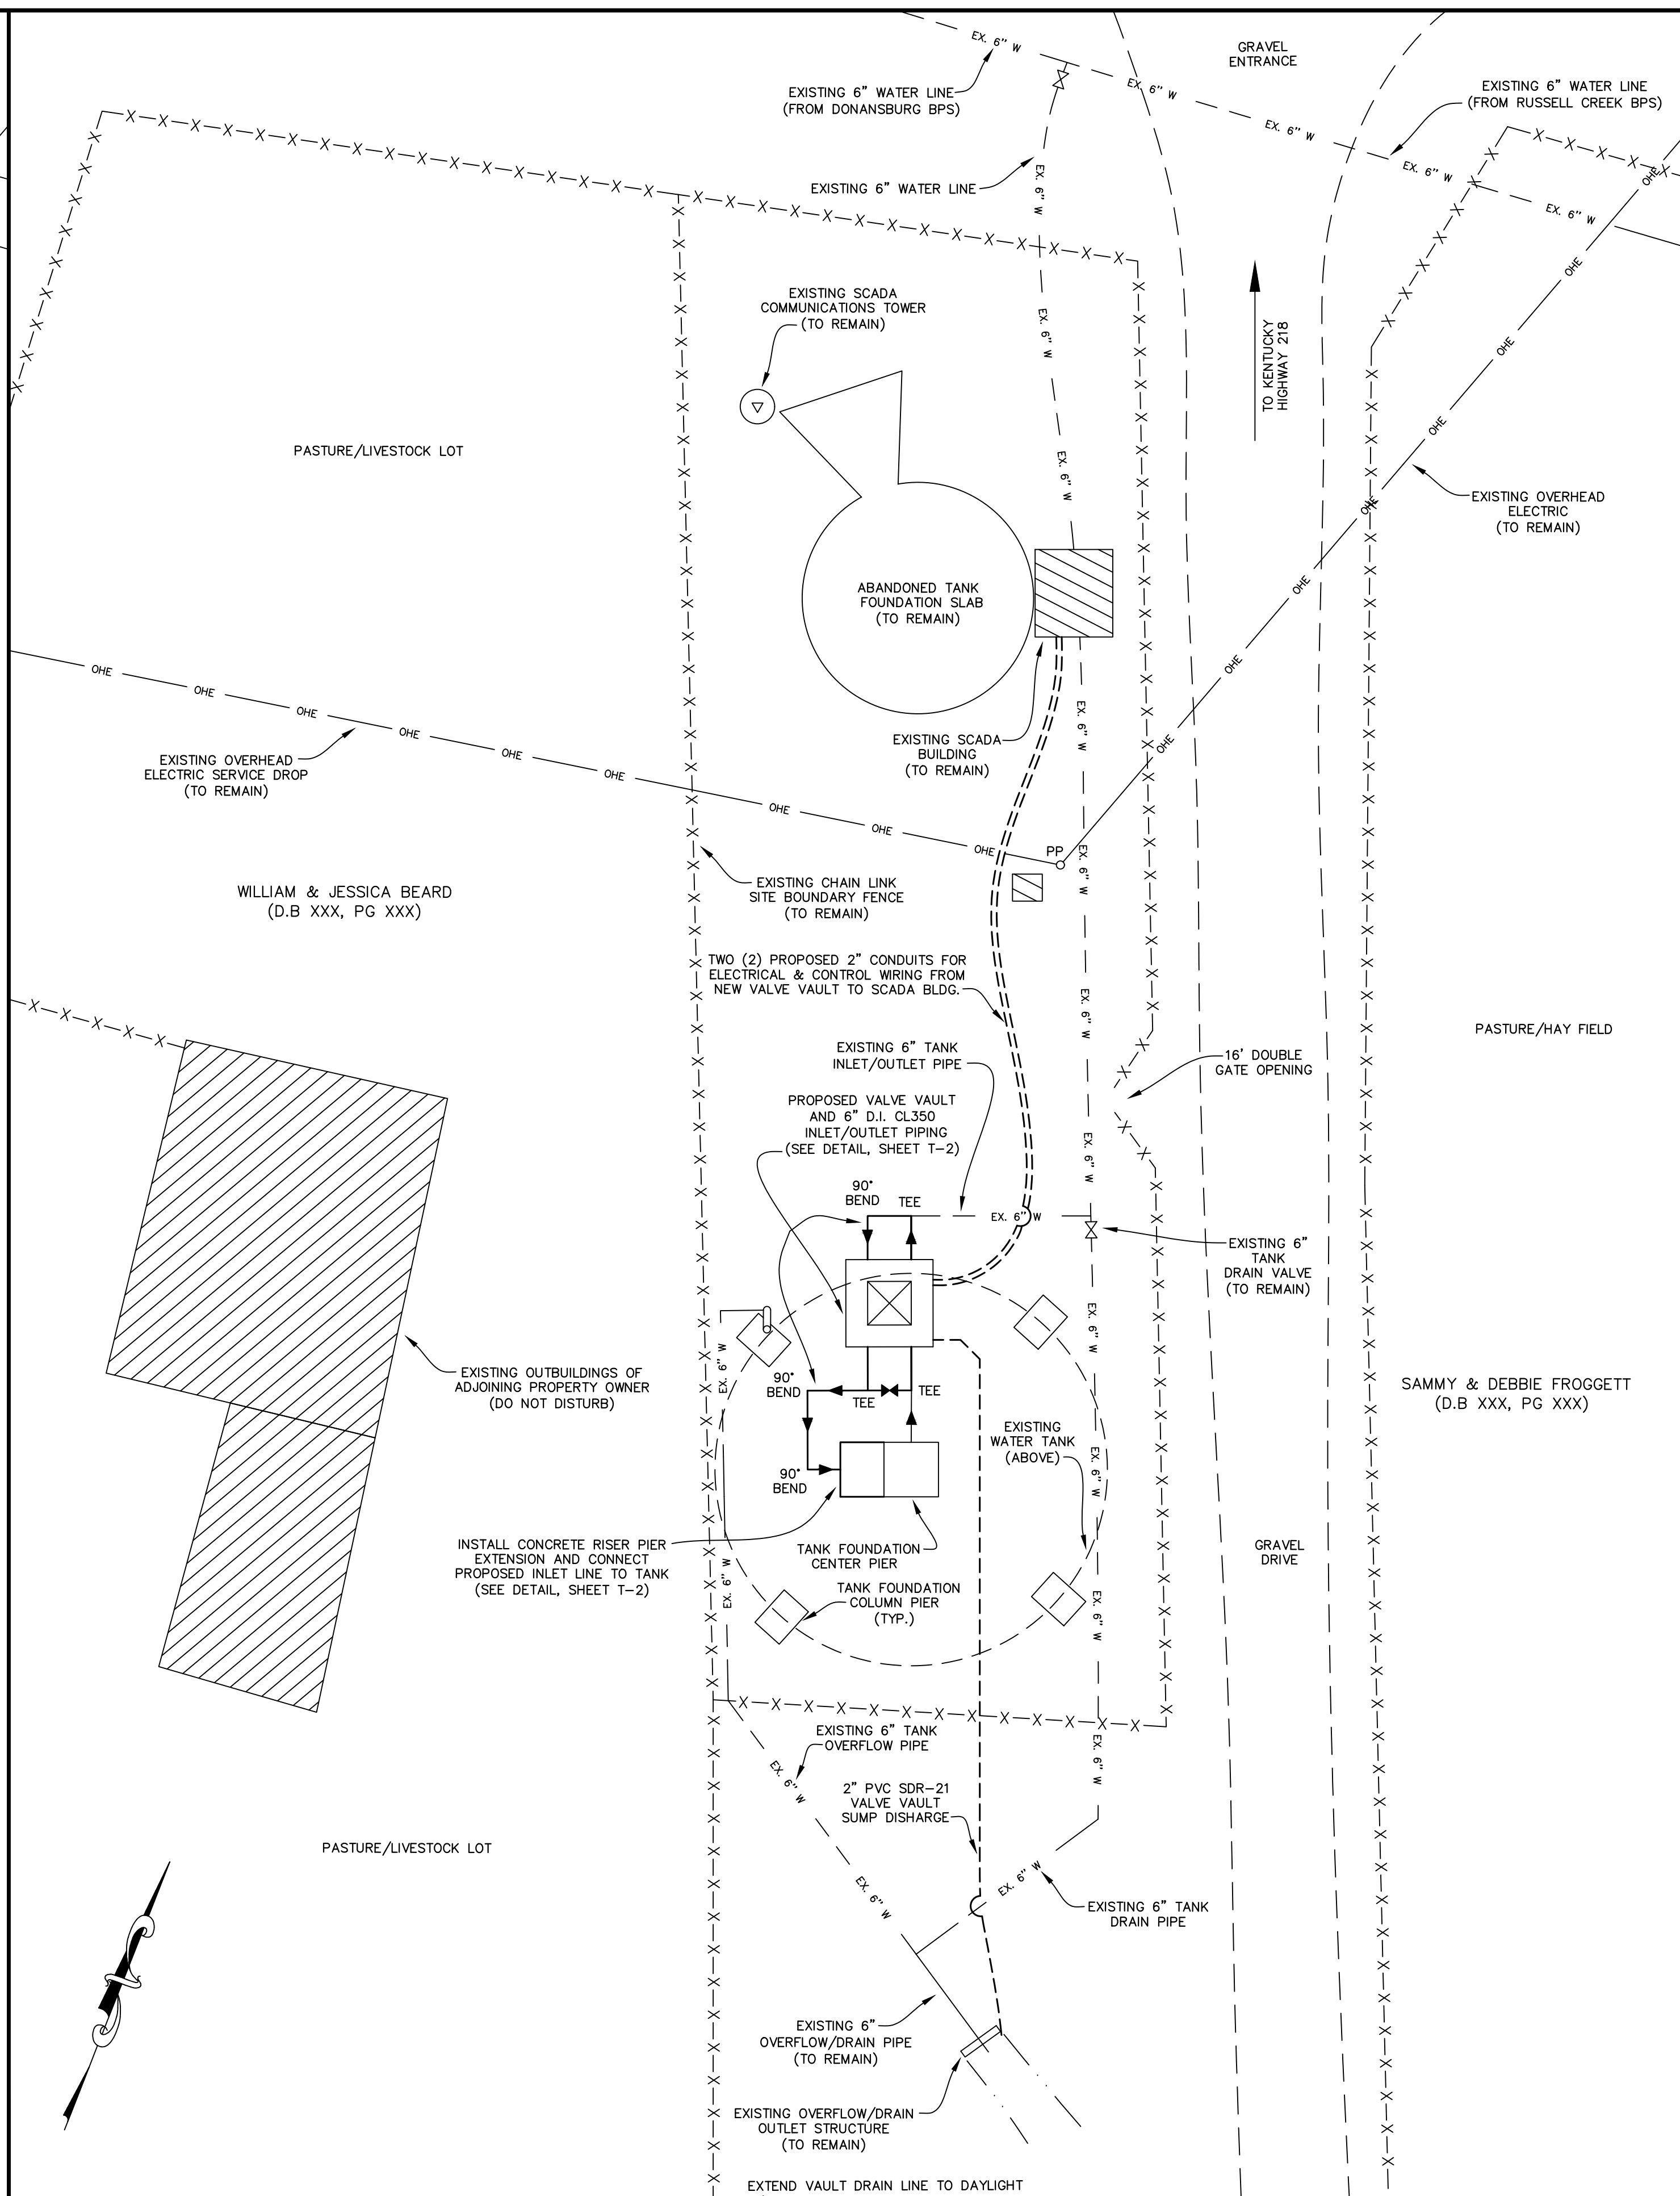 EX. 6" W
GRAVEL
ENTRANCE
EXISTING 6" WATER LINE
(FROM DONANSBURG BPS)
EX. 6" W
EXISTING 6" WATER LINE
(FROM RUSSELL CREEK BPS)
EX. 6" W
EX. 6" W
EX. 6" W
OHE
EXISTING 6" WATER LINE
EX. 6" W
OHE
EXISTING SCADA
COMMUNICATIONS TOWER
(TO REMAIN)
EX. 6" W
TO KENTUCKY
HIGHWAY 218
OHE
OHE
PASTURE/LIVESTOCK LOT
EX. 6" W
EXISTING OVERHEAD
ELECTRIC
(TO REMAIN)
OHE
ABANDONED TANK
FOUNDATION SLAB
(TO REMAIN)
OHE
OHE
OHE
OHE
OHE
OHE
OHE
OHE
OHE
OHE
OHE
OHE
EX. 6" W
EXISTING SCADA
BUILDING
(TO REMAIN)
EXISTING OVERHEAD
ELECTRIC SERVICE DROP
(TO REMAIN)
PP
EX. 6" W
WILLIAM & JESSICA BEARD
(D.B XXX, PG XXX)
EXISTING CHAIN LINK
SITE BOUNDARY FENCE
(TO REMAIN)
TWO (2) PROPOSED 2" CONDUITS FOR
ELECTRICAL & CONTROL WIRING FROM
NEW VALVE VAULT TO SCADA BLDG.
EX. 6" W
PASTURE/HAY FIELD
EXISTING 6" TANK
INLET/OUTLET PIPE
16' DOUBLE
GATE OPENING
PROPOSED VALVE VAULT
AND 6" D.I. CL350
INLET/OUTLET PIPING
(SEE DETAIL, SHEET T-2)
EX. 6" W
90°
BEND
TEE
EX. 6" W
EXISTING 6"
TANK
DRAIN VALVE
(TO REMAIN)
EX. 6" W
EX. 6" W
EXISTING OUTBUILDINGS OF
ADJOINING PROPERTY OWNER
(DO NOT DISTURB)
90°
BEND
TEE
TEE
SAMMY & DEBBIE FROGGETT
(D.B XXX, PG XXX)
EXISTING
WATER TANK
(ABOVE)
EX. 6" W
90°
BEND
INSTALL CONCRETE RISER PIER
EXTENSION AND CONNECT
PROPOSED INLET LINE TO TANK
(SEE DETAIL, SHEET T-2)
TANK FOUNDATION
CENTER PIER
GRAVEL
DRIVE
EX. 6" W
TANK FOUNDATION
COLUMN PIER
(TYP.)
EX. 6" W
EXISTING 6" TANK
OVERFLOW PIPE
EX. 6" W
EX. 6" W
2" PVC SDR-21
VALVE VAULT
SUMP DISHARGE
PASTURE/LIVESTOCK LOT
EX. 6" W
EX. 6" W
EXISTING 6" TANK
DRAIN PIPE
EXISTING 6"
OVERFLOW/DRAIN PIPE
(TO REMAIN)
EXISTING OVERFLOW/DRAIN
OUTLET STRUCTURE
(TO REMAIN)
EXTEND VAULT DRAIN LINE TO DAYLIGHT